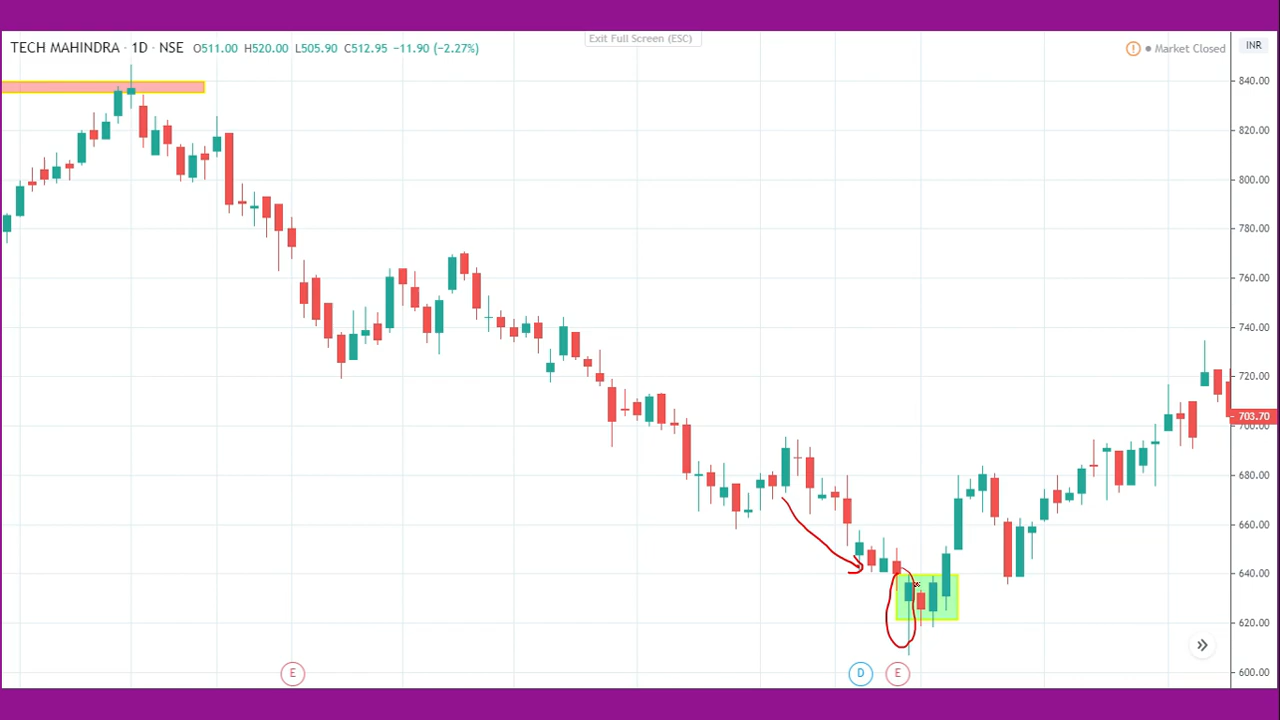 Exit Full Screen (ESC)
TECH MAHINDRA · 1D · NSE O511.00 H520.00 L505.90 C512.95 −11.90 (−2.27%)
! Market Closed
INR
840.00
820.00
800.00
780.00
760.00
740.00
720.00
703.70
700.00
680.00
660.00
640.00
620.00
600.00
E D E